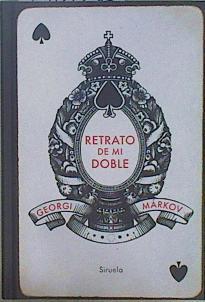 RETRATO
DE MI
DOBLE
GEORGI MARKOV
Siruela